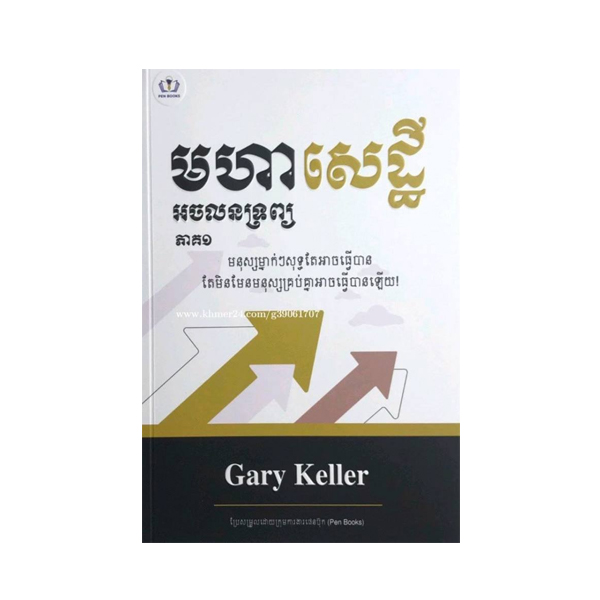 PEN BOOKS
មហាសេដ្ឋី
អចលនទ្រព្យ
ភាគ១
មនុស្សម្នាក់ៗសុទ្ធតែអាចធ្វើបាន
តែមិនមែនមនុស្សគ្រប់គ្នាអាចធ្វើបានឡើយ!
www.khmer24.com/g39061707
Gary Keller
ប្រែសម្រួលដោយក្រុមការងារផេនប៊ុក (Pen Books)